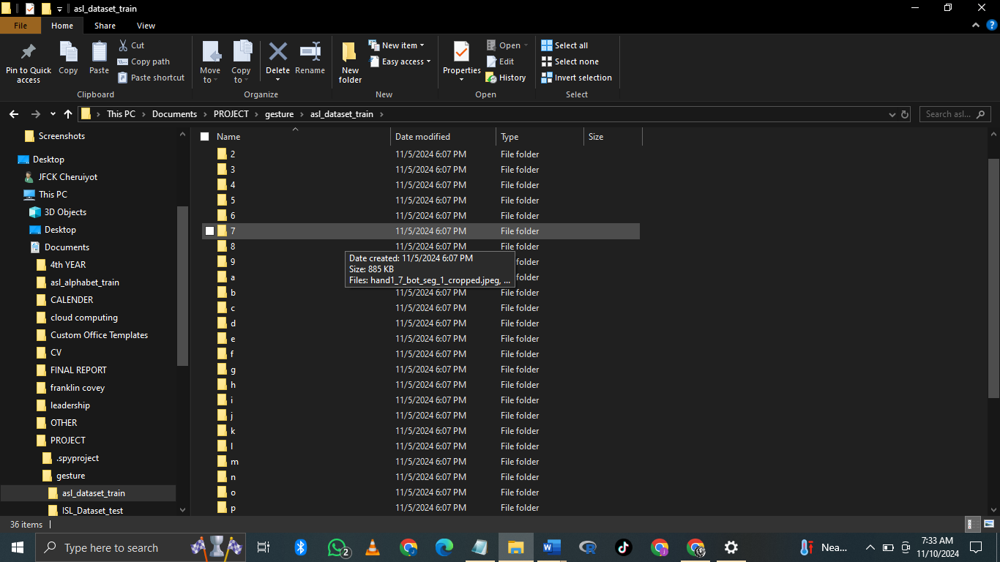 asl_dataset_train
File Home Share View
Pin to Quick access
Copy
Paste
Cut
Copy path
Paste shortcut
Clipboard
Move to
Copy to
Delete
Rename
Organize
New folder
New item
Easy access
New
Properties
Open
Edit
History
Open
Select all
Select none
Invert selection
Select
This PC > Documents > PROJECT > gesture > asl_dataset_train >
Search asl...
Screenshots
Desktop
JFCK Cheruiyot
This PC
3D Objects
Desktop
Documents
4th YEAR
asl_alphabet_train
CALENDER
cloud computing
Custom Office Templates
CV
FINAL REPORT
franklin covey
leadership
OTHER
PROJECT
.spyproject
gesture
asl_dataset_train
ISL_Dataset_test
Name Date modified Type Size
2 11/5/2024 6:07 PM File folder
3 11/5/2024 6:07 PM File folder
4 11/5/2024 6:07 PM File folder
5 11/5/2024 6:07 PM File folder
6 11/5/2024 6:07 PM File folder
7 11/5/2024 6:07 PM File folder
8 11/5/2024 6:07 PM File folder
Date created: 11/5/2024 6:07 PM
Size: 885 KB
Files: hand1_7_bot_seg_1_cropped.jpeg, ...
9 folder
a folder
b 11/5/2024 6:07 PM File folder
c 11/5/2024 6:07 PM File folder
d 11/5/2024 6:07 PM File folder
e 11/5/2024 6:07 PM File folder
f 11/5/2024 6:07 PM File folder
g 11/5/2024 6:07 PM File folder
h 11/5/2024 6:07 PM File folder
i 11/5/2024 6:07 PM File folder
j 11/5/2024 6:07 PM File folder
k 11/5/2024 6:07 PM File folder
l 11/5/2024 6:07 PM File folder
m 11/5/2024 6:07 PM File folder
n 11/5/2024 6:07 PM File folder
o 11/5/2024 6:07 PM File folder
p 11/5/2024 6:07 PM File folder
36 items
Type here to search
2
Nea...
7:33 AM
11/10/2024